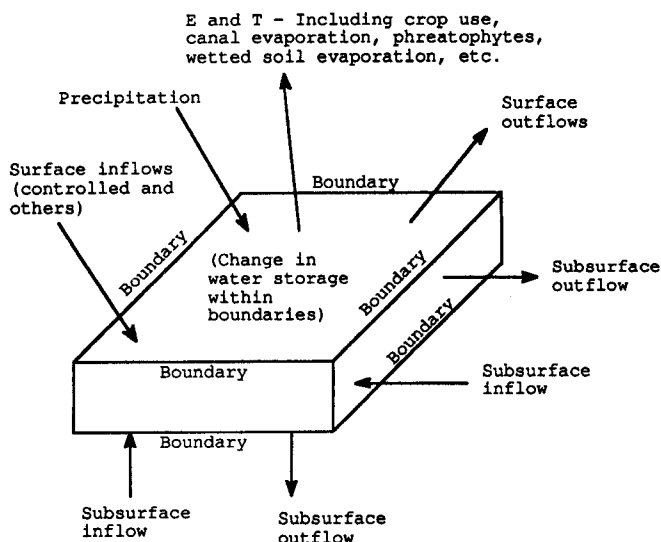 E and T - Including crop use,
canal evaporation, phreatophytes,
wetted soil evaporation, etc.
Precipitation
Surface
outflows
Surface inflows
(controlled and
others)
Boundary
Boundary
(Change in
water storage
within
boundaries)
Boundary
Subsurface
outflow
Boundary
Boundary
Subsurface
inflow
Boundary
Subsurface
inflow
Subsurface
outflow